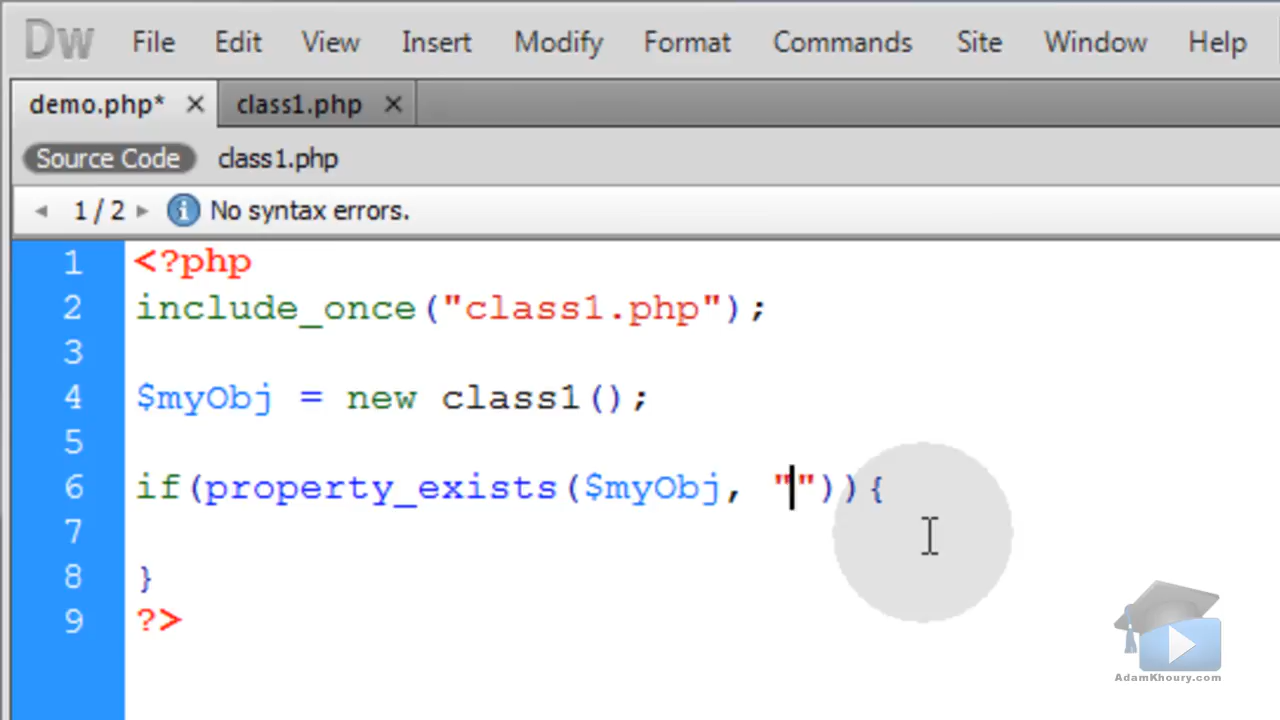 Dw File Edit View Insert Modify Format Commands Site Window Help
demo.php* × class1.php ×
Source Code class1.php
1 / 2 i No syntax errors.
1 <?php
2 include_once("class1.php");
3
4 $myObj = new class1();
5
6 if(property_exists($myObj, "")){
7
8 }
9 ?>
AdamKhoury.com